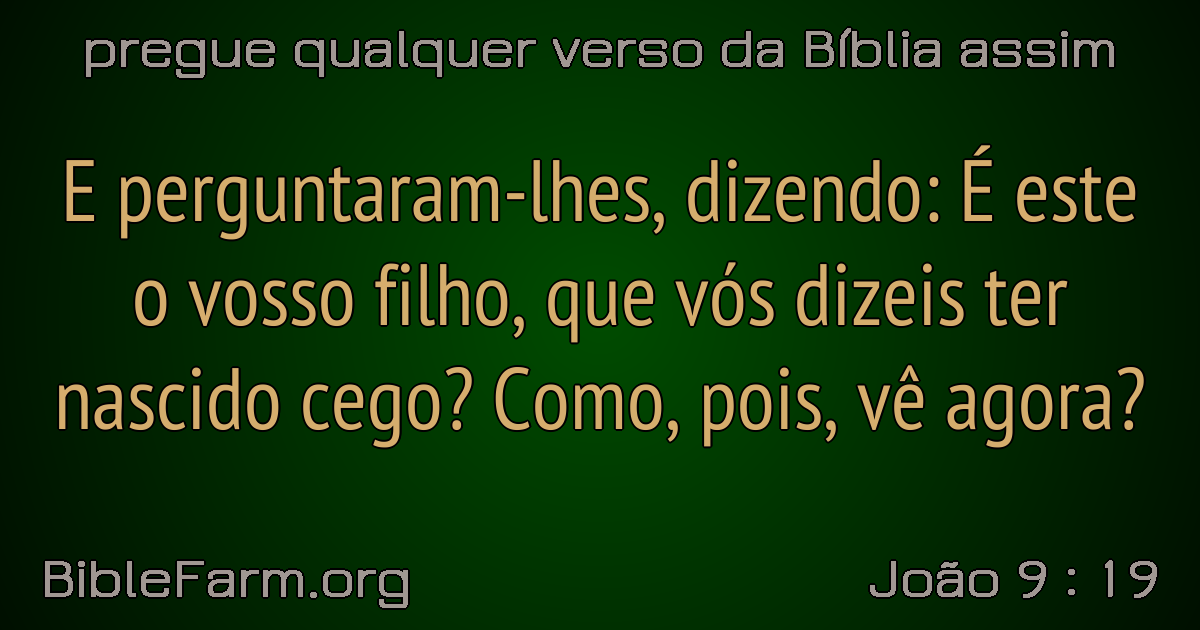 pregue qualquer verso da Bíblia assim
E perguntaram-lhes, dizendo: É este
o vosso filho, que vós dizeis ter
nascido cego? Como, pois, vê agora?
BibleFarm.org
João 9 : 19